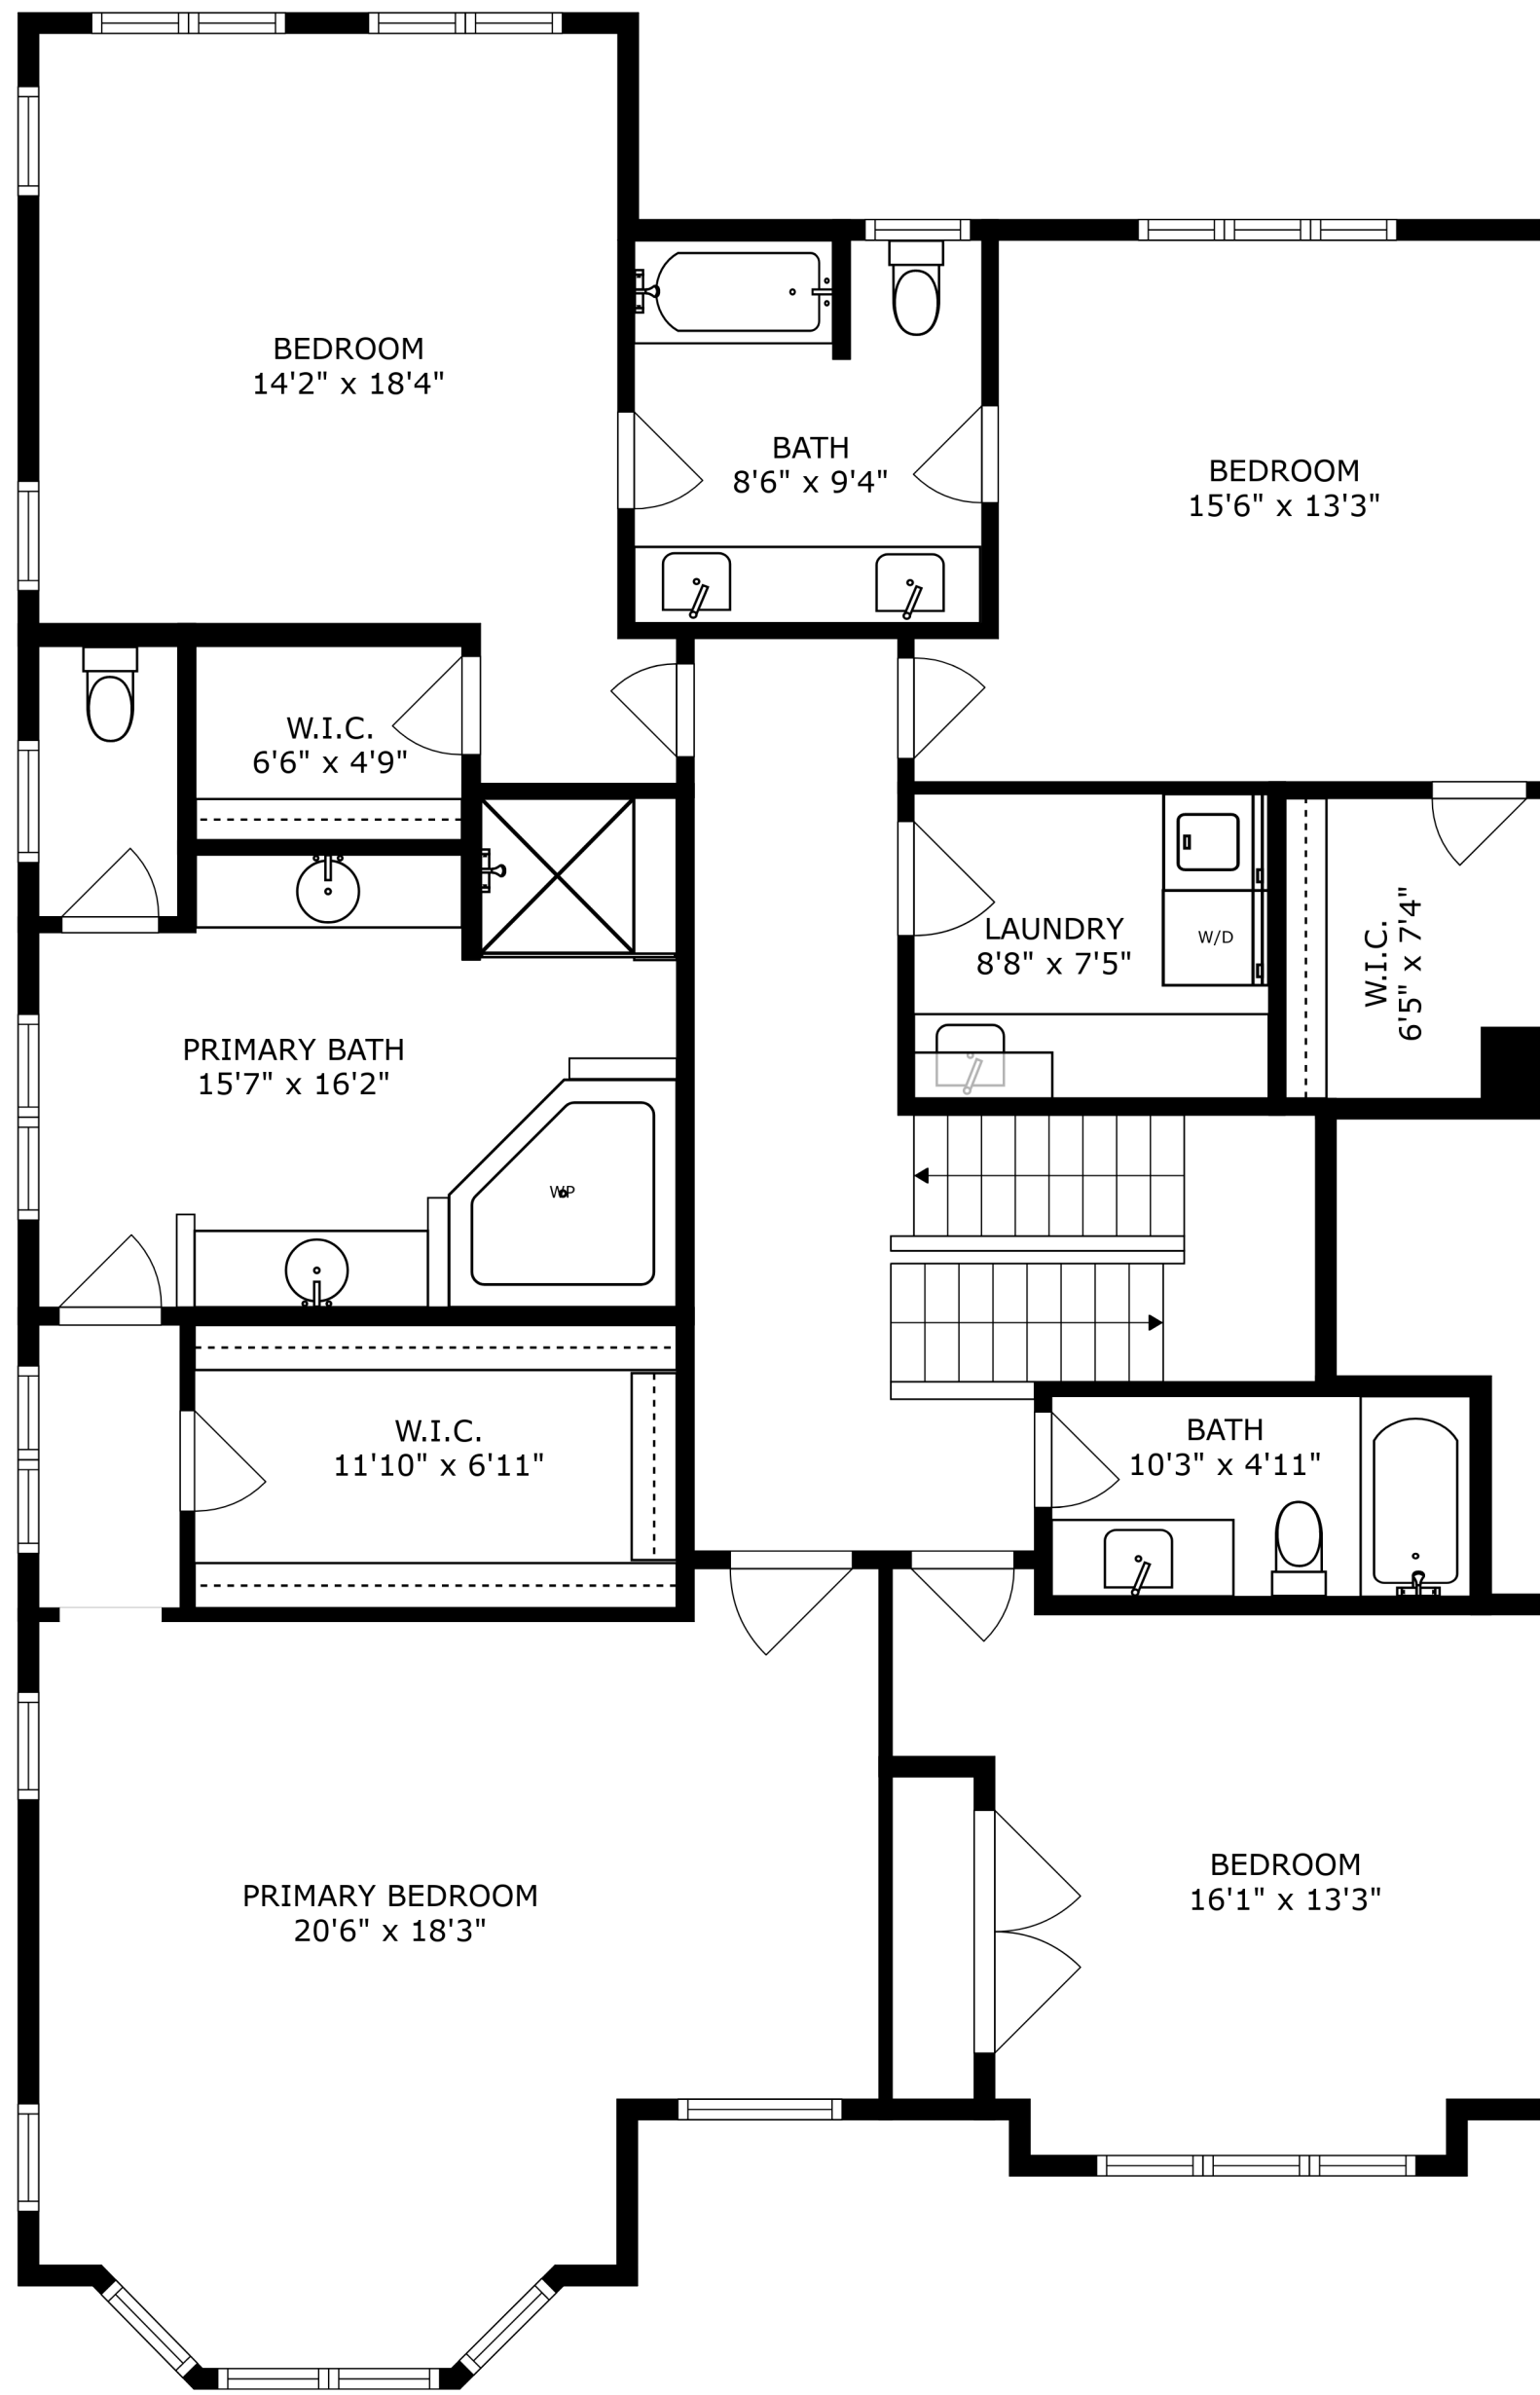 BEDROOM
14'2" x 18'4"
BATH
8'6" x 9'4"
BEDROOM
15'6" x 13'3"
W.I.C.
6'6" x 4'9"
LAUNDRY
8'8" x 7'5"
W/D
W.I.C.
6'5" x 7'4"
PRIMARY BATH
15'7" x 16'2"
WP
W.I.C.
11'10" x 6'11"
BATH
10'3" x 4'11"
PRIMARY BEDROOM
20'6" x 18'3"
BEDROOM
16'1" x 13'3"